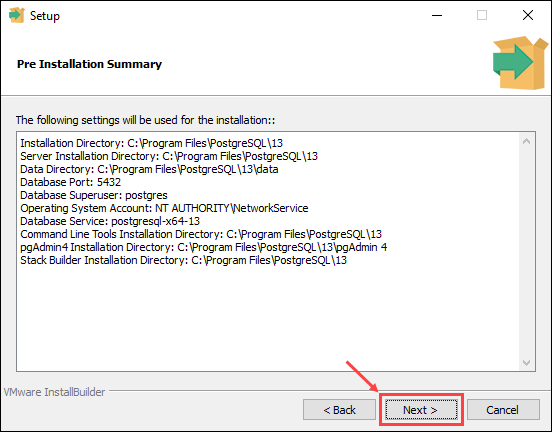 Setup
Pre Installation Summary
The following settings will be used for the installation::
Installation Directory: C:\Program Files\PostgreSQL\13
Server Installation Directory: C:\Program Files\PostgreSQL\13
Data Directory: C:\Program Files\PostgreSQL\13\data
Database Port: 5432
Database Superuser: postgres
Operating System Account: NT AUTHORITY\NetworkService
Database Service: postgresql-x64-13
Command Line Tools Installation Directory: C:\Program Files\PostgreSQL\13
pgAdmin4 Installation Directory: C:\Program Files\PostgreSQL\13\pgAdmin 4
Stack Builder Installation Directory: C:\Program Files\PostgreSQL\13
VMware InstallBuilder
< Back
Next >
Cancel